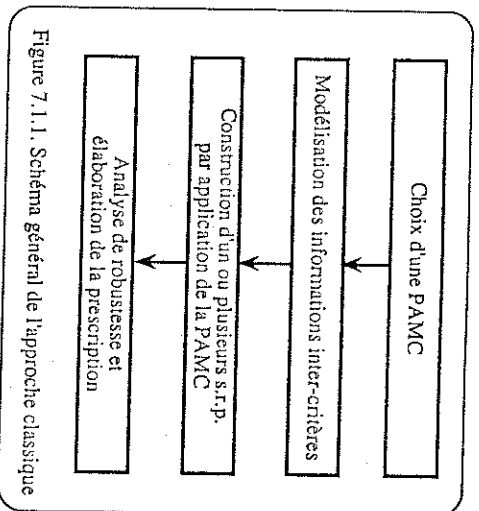 Choix d'une PAMC
Modélisation des informations inter-critères
Construction d'un ou plusieurs s.r.p.
par application de la PAMC
Analyse de robustesse et
élaboration de la prescription
Figure 7.1.1. Schéma général de l'approche classique